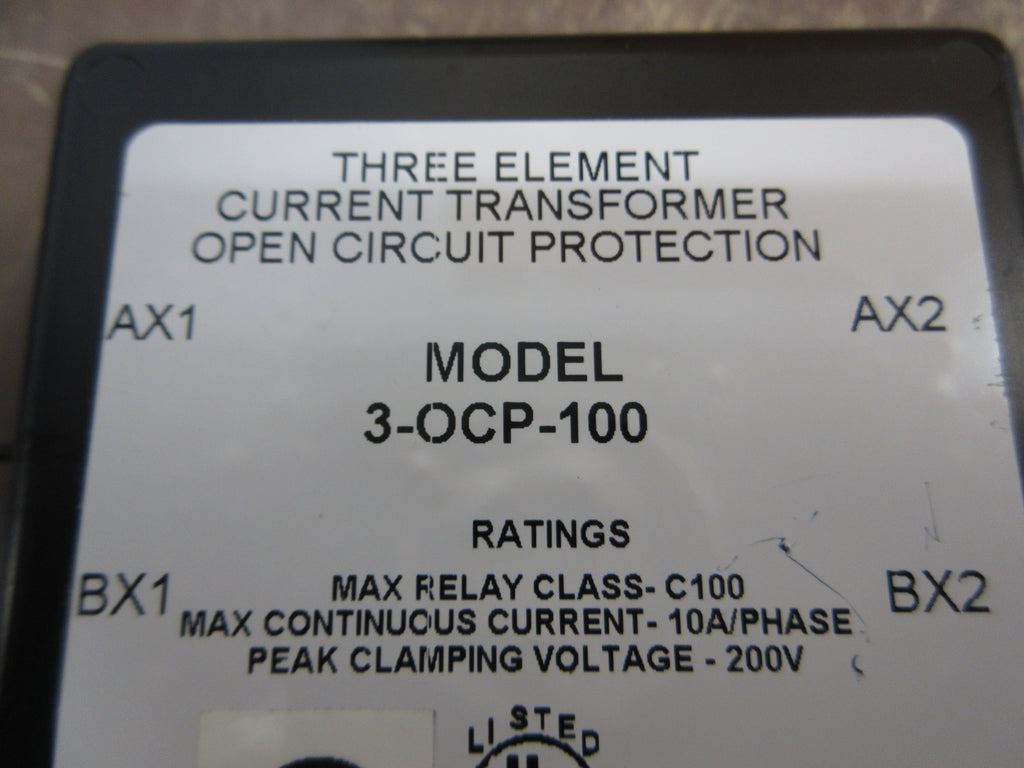 THREE ELEMENT
CURRENT TRANSFORMER
OPEN CIRCUIT PROTECTION
AX1 AX2
MODEL
3-OCP-100
RATINGS
BX1 BX2
MAX RELAY CLASS- C100
MAX CONTINUOUS CURRENT- 10A/PHASE
PEAK CLAMPING VOLTAGE - 200V
LISTED